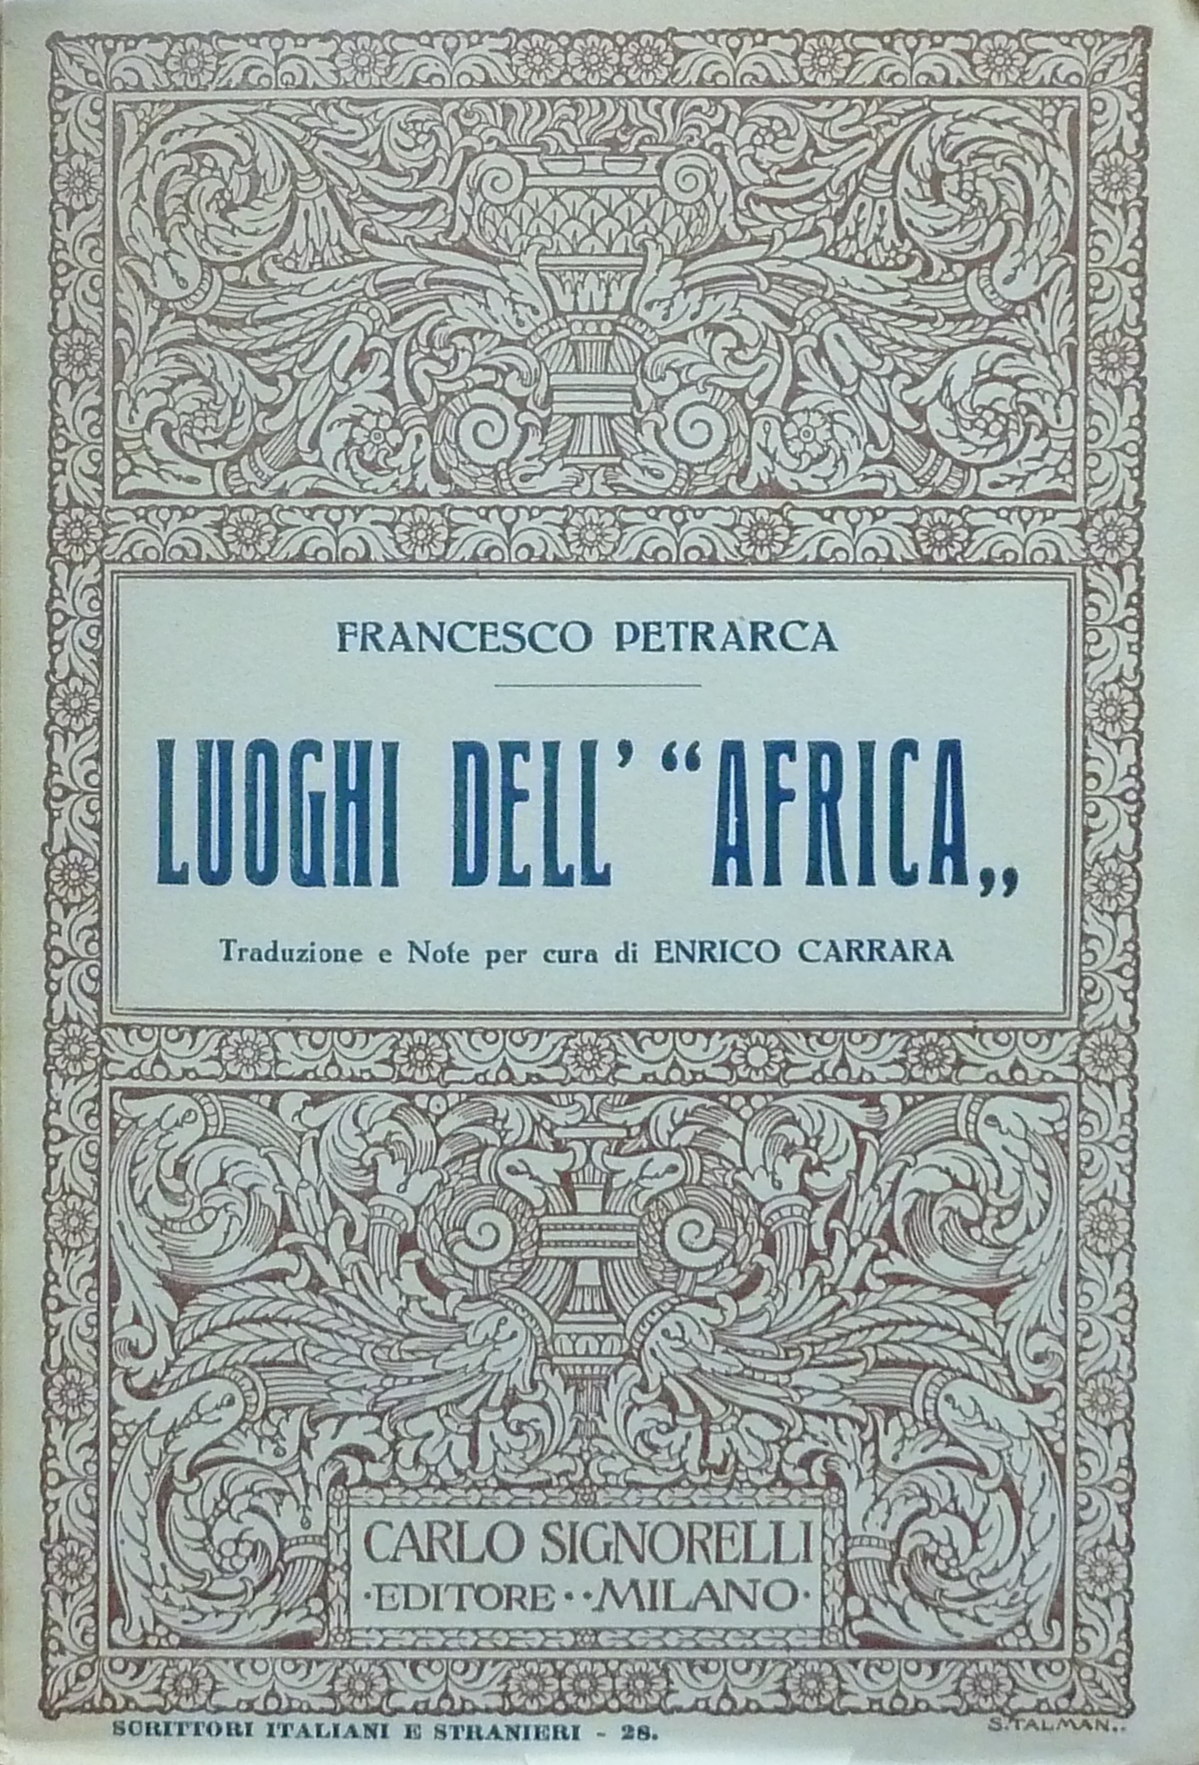 FRANCESCO PETRARCA
LUOGHI DELL' “AFRICA„
Traduzione e Note per cura di ENRICO CARRARA
CARLO SIGNORELLI
·EDITORE··MILANO·
SCRITTORI ITALIANI E STRANIERI - 28.
S.TALMAN..